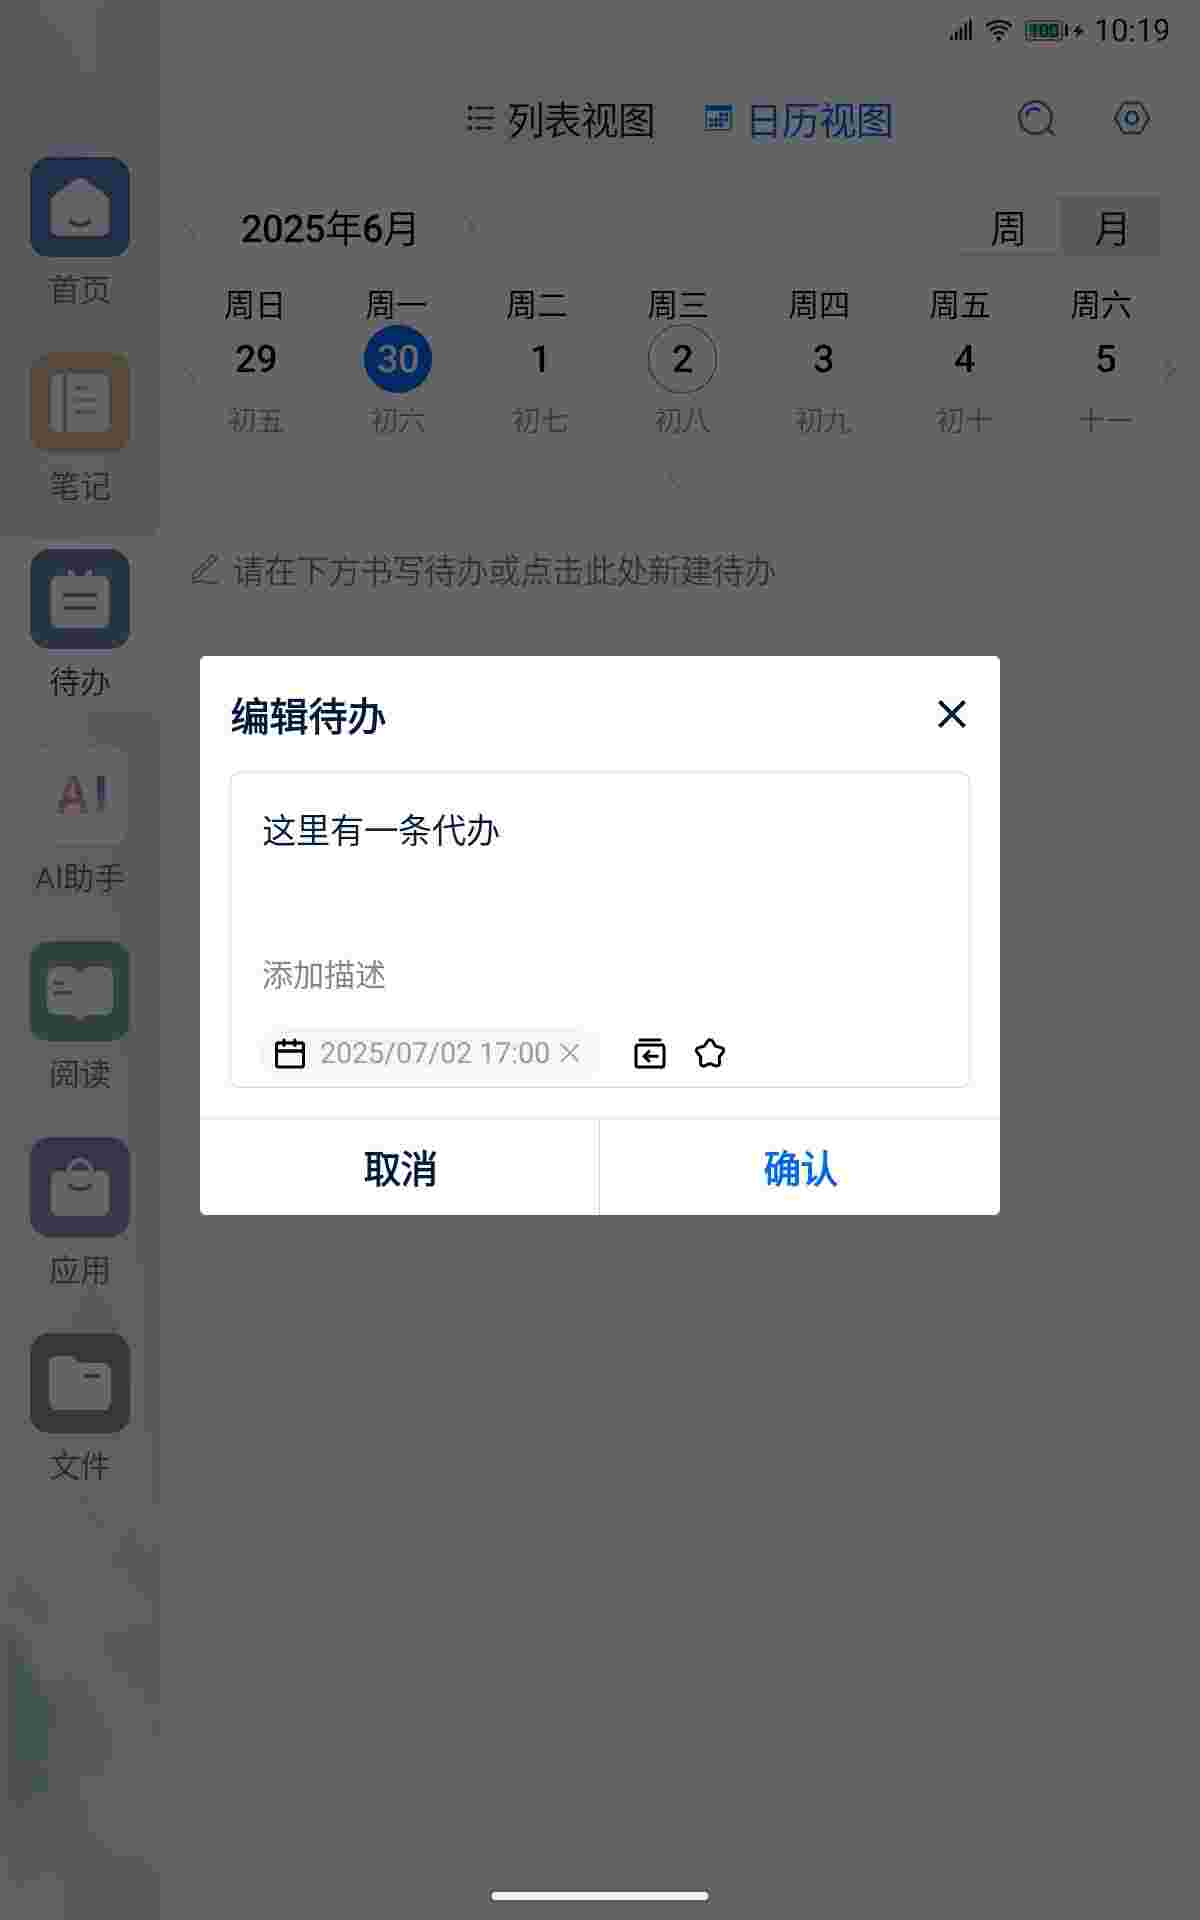 100 10:19
列表视图 日历视图
2025年6月 周 月
周日 周一 周二 周三 周四 周五 周六
29 30 1 2 3 4 5
初五 初六 初七 初八 初九 初十 十一
请在下方书写待办或点击此处新建待办
首页
笔记
待办
AI
AI助手
阅读
应用
文件
编辑待办
这里有一条代办
添加描述
2025/07/02 17:00
取消 确认